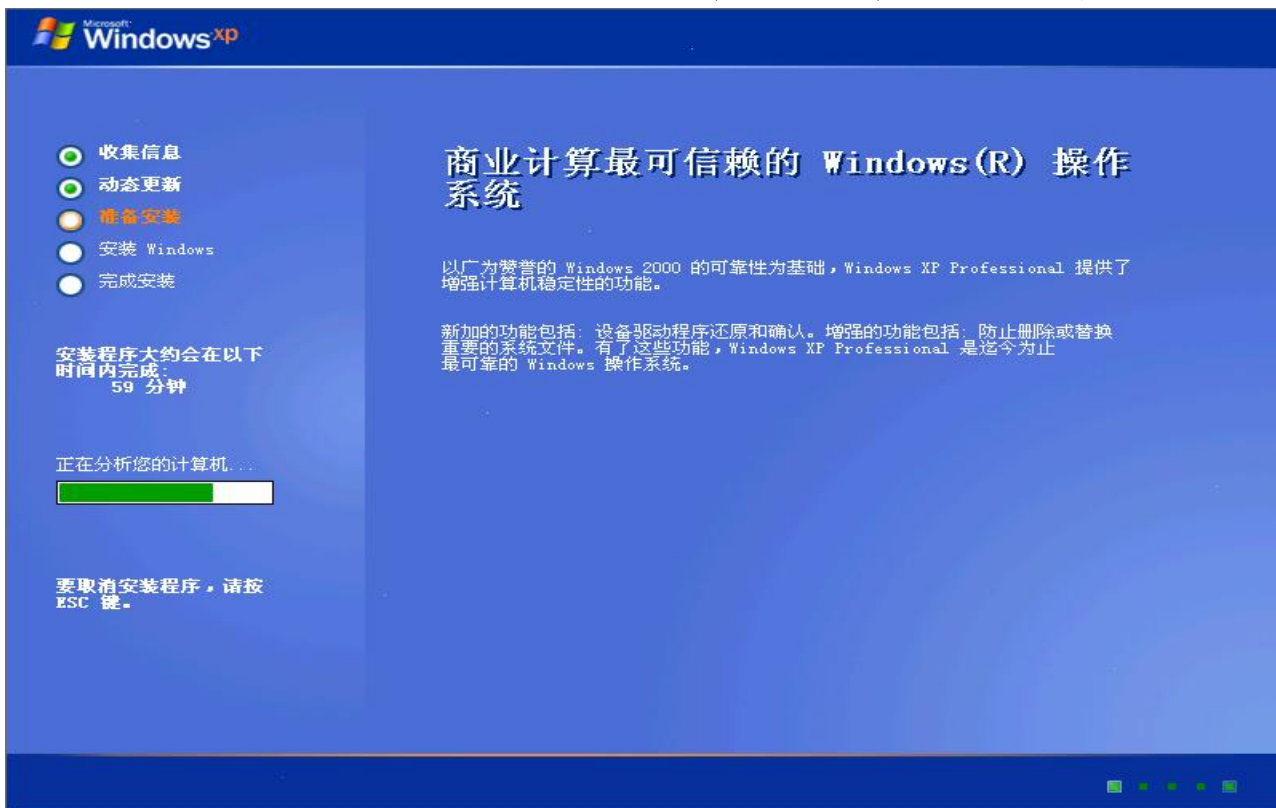 Microsoft
Windows xp
收集信息
动态更新
准备安装
安装 Windows
完成安装
安装程序大约会在以下
时间内完成:
59 分钟
正在分析您的计算机...
要取消安装程序，请按
ESC 键。
商业计算最可信赖的 Windows(R) 操作
系统
以广为赞誉的 Windows 2000 的可靠性为基础，Windows XP Professional 提供了
增强计算机稳定性的功能。
新加的功能包括: 设备驱动程序还原和确认。增强的功能包括: 防止删除或替换
重要的系统文件。有了这些功能，Windows XP Professional 是迄今为止
最可靠的 Windows 操作系统。